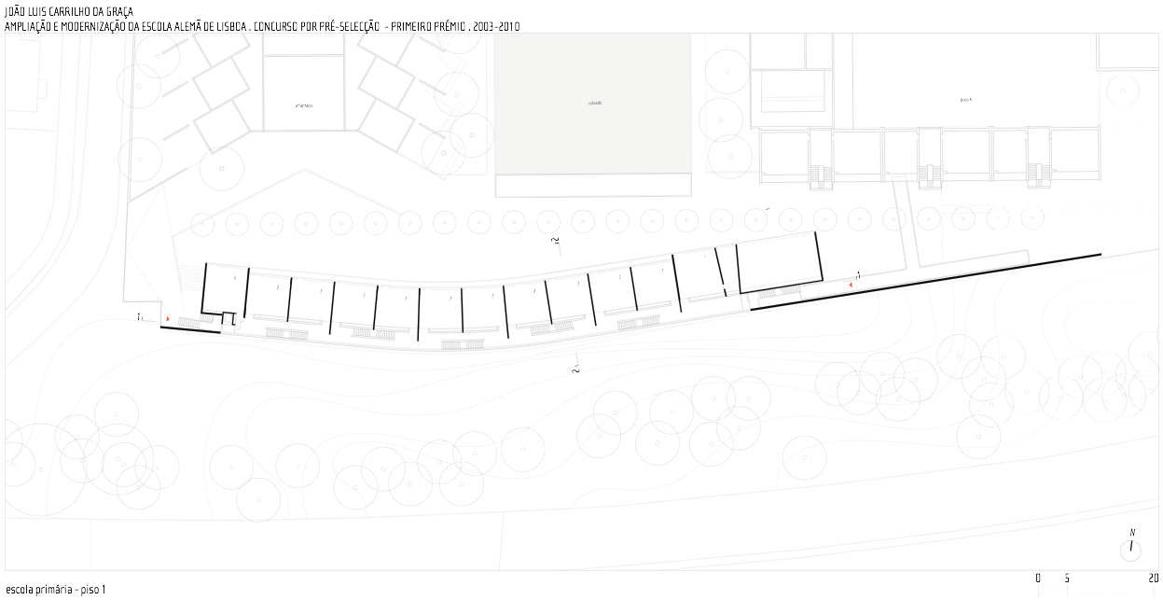 JOÃO LUIS CARRILHO DA GRAÇA
AMPLIAÇÃO E MODERNIZAÇÃO DA ESCOLA ALEMÃ DE LISBOA . CONCURSO POR PRÉ-SELECÇÃO - PRIMEIRO PRÉMIO . 2003-2010
N
0 5 20
escola primária - piso 1